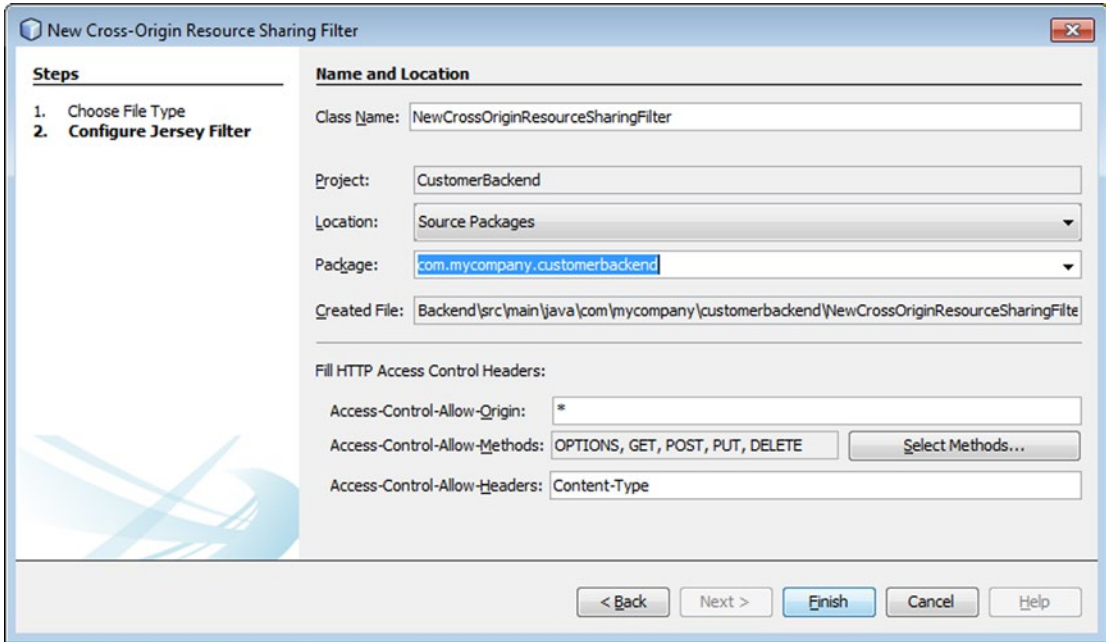 New Cross-Origin Resource Sharing Filter
Steps
1. Choose File Type
2. Configure Jersey Filter
Name and Location
Class Name: NewCrossOriginResourceSharingFilter
Project: CustomerBackend
Location: Source Packages
Package: com.mycompany.customerbackend
Created File: Backend\src\main\java\com\mycompany\customerbackend\NewCrossOriginResourceSharingFilte
Fill HTTP Access Control Headers:
Access-Control-Allow-Origin: *
Access-Control-Allow-Methods: OPTIONS, GET, POST, PUT, DELETE Select Methods...
Access-Control-Allow-Headers: Content-Type
< Back Next > Finish Cancel Help